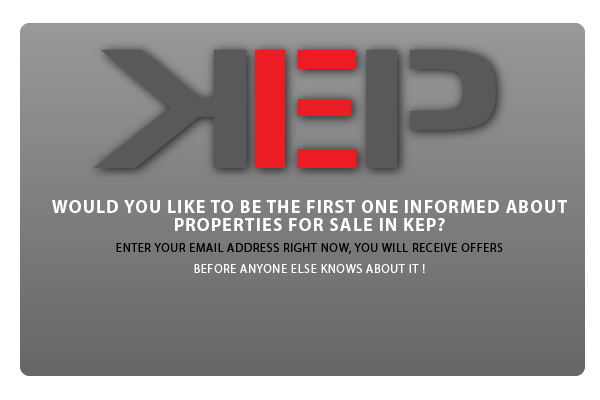 KEP
WOULD YOU LIKE TO BE THE FIRST ONE INFORMED ABOUT
PROPERTIES FOR SALE IN KEP?
ENTER YOUR EMAIL ADDRESS RIGHT NOW, YOU WILL RECEIVE OFFERS
BEFORE ANYONE ELSE KNOWS ABOUT IT !